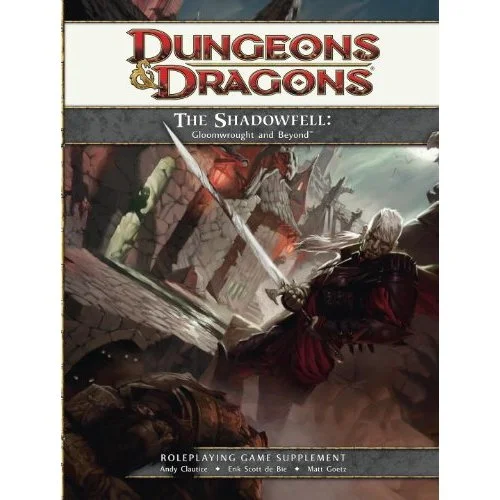 DUNGEONS
& DRAGONS
THE SHADOWFELL:
Gloomwrought and Beyond™
ROLEPLAYING GAME SUPPLEMENT
Andy Clautice ✦ Erik Scott de Bie ✦ Matt Goetz